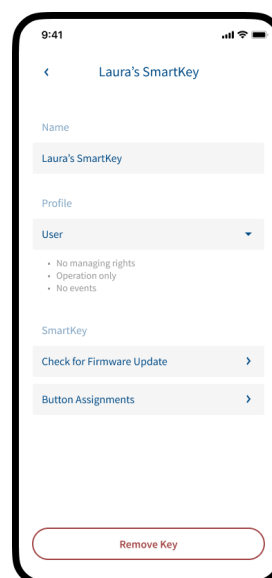 9:41
Laura’s SmartKey
Name
Laura’s SmartKey
Profile
User
• No managing rights
• Operation only
• No events
SmartKey
Check for Firmware Update
Button Assignments
Remove Key